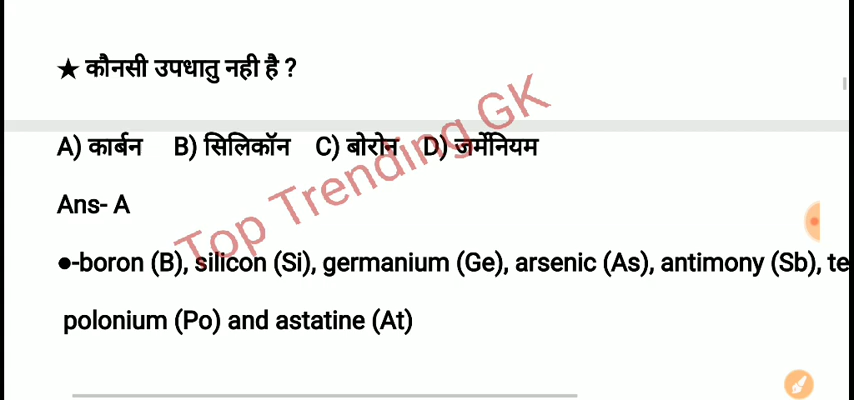 ★ कौनसी उपधातु नही है ?
A) कार्बन B) सिलिकॉन C) बोरोन D) जर्मेनियम
Ans- A
●-boron (B), silicon (Si), germanium (Ge), arsenic (As), antimony (Sb), te
polonium (Po) and astatine (At)
Top Trending GK